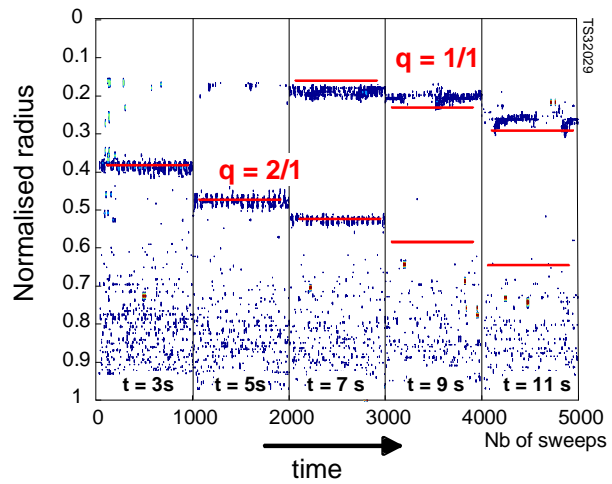 0
0.1
0.2
0.3
0.4
0.5
0.6
0.7
0.8
0.9
1
Normalised radius
TS32029
q = 1/1
q = 2/1
t = 3s
t = 5s
t = 7 s
t = 9 s
t = 11 s
0
1000
2000
3000
4000
5000
Nb of sweeps
time